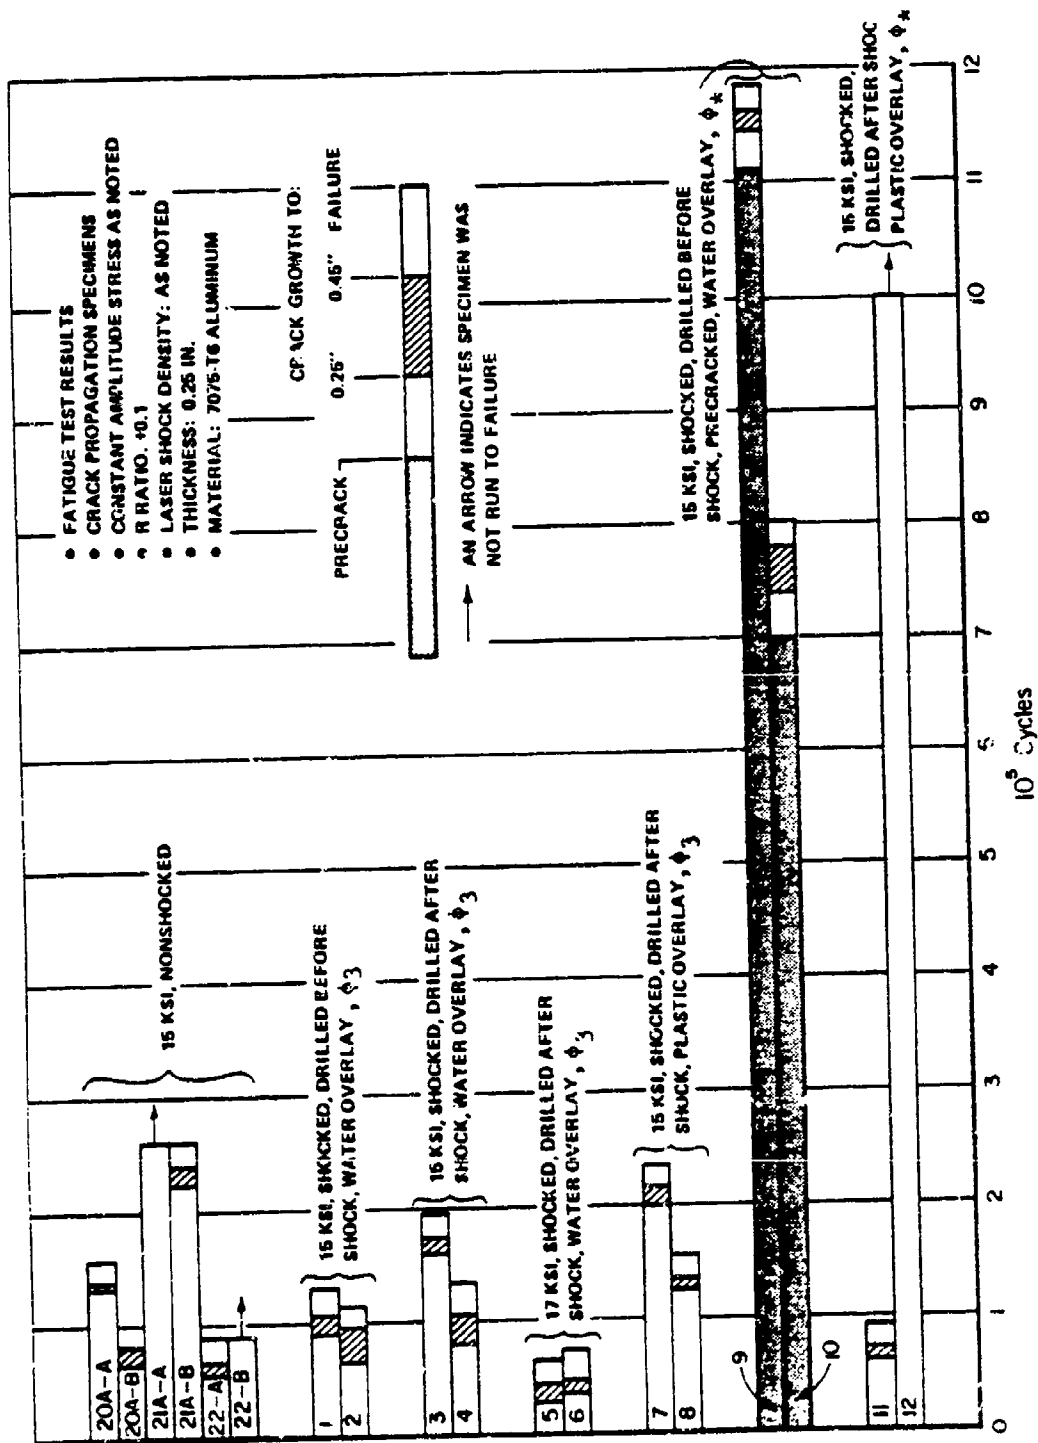 • FATIGUE TEST RESULTS
• CRACK PROPAGATION SPECIMENS
• CONSTANT AMPLITUDE STRESS AS NOTED
• R RATIO. +0.1
• LASER SHOCK DENSITY: AS NOTED
• THICKNESS: 0.25 IN.
• MATERIAL: 7075-T6 ALUMINUM
CRACK GROWTH TO:
PRECRACK
0.25" 0.45" FAILURE
AN ARROW INDICATES SPECIMEN WAS
NOT RUN TO FAILURE
20A-A
20A-B
21A-A
21A-B
22-A
22-B
15 KSI, NONSHOCKED
1
2
15 KSI, SHOCKED, DRILLED BEFORE
SHOCK, WATER OVERLAY, ϕ3
3
4
15 KSI, SHOCKED, DRILLED AFTER
SHOCK, WATER OVERLAY, ϕ3
5
6
17 KSI, SHOCKED, DRILLED AFTER
SHOCK, WATER OVERLAY, ϕ3
7
8
15 KSI, SHOCKED, DRILLED AFTER
SHOCK, PLASTIC OVERLAY, ϕ3
9
10
15 KSI, SHOCKED, DRILLED BEFORE
SHOCK, PRECRACKED, WATER OVERLAY, ϕ*
11
12
15 KSI, SHOCKED,
DRILLED AFTER SHOC
PLASTIC OVERLAY, ϕ*
0 1 2 3 4 5 6 7 8 9 10 11 12
10⁵ Cycles